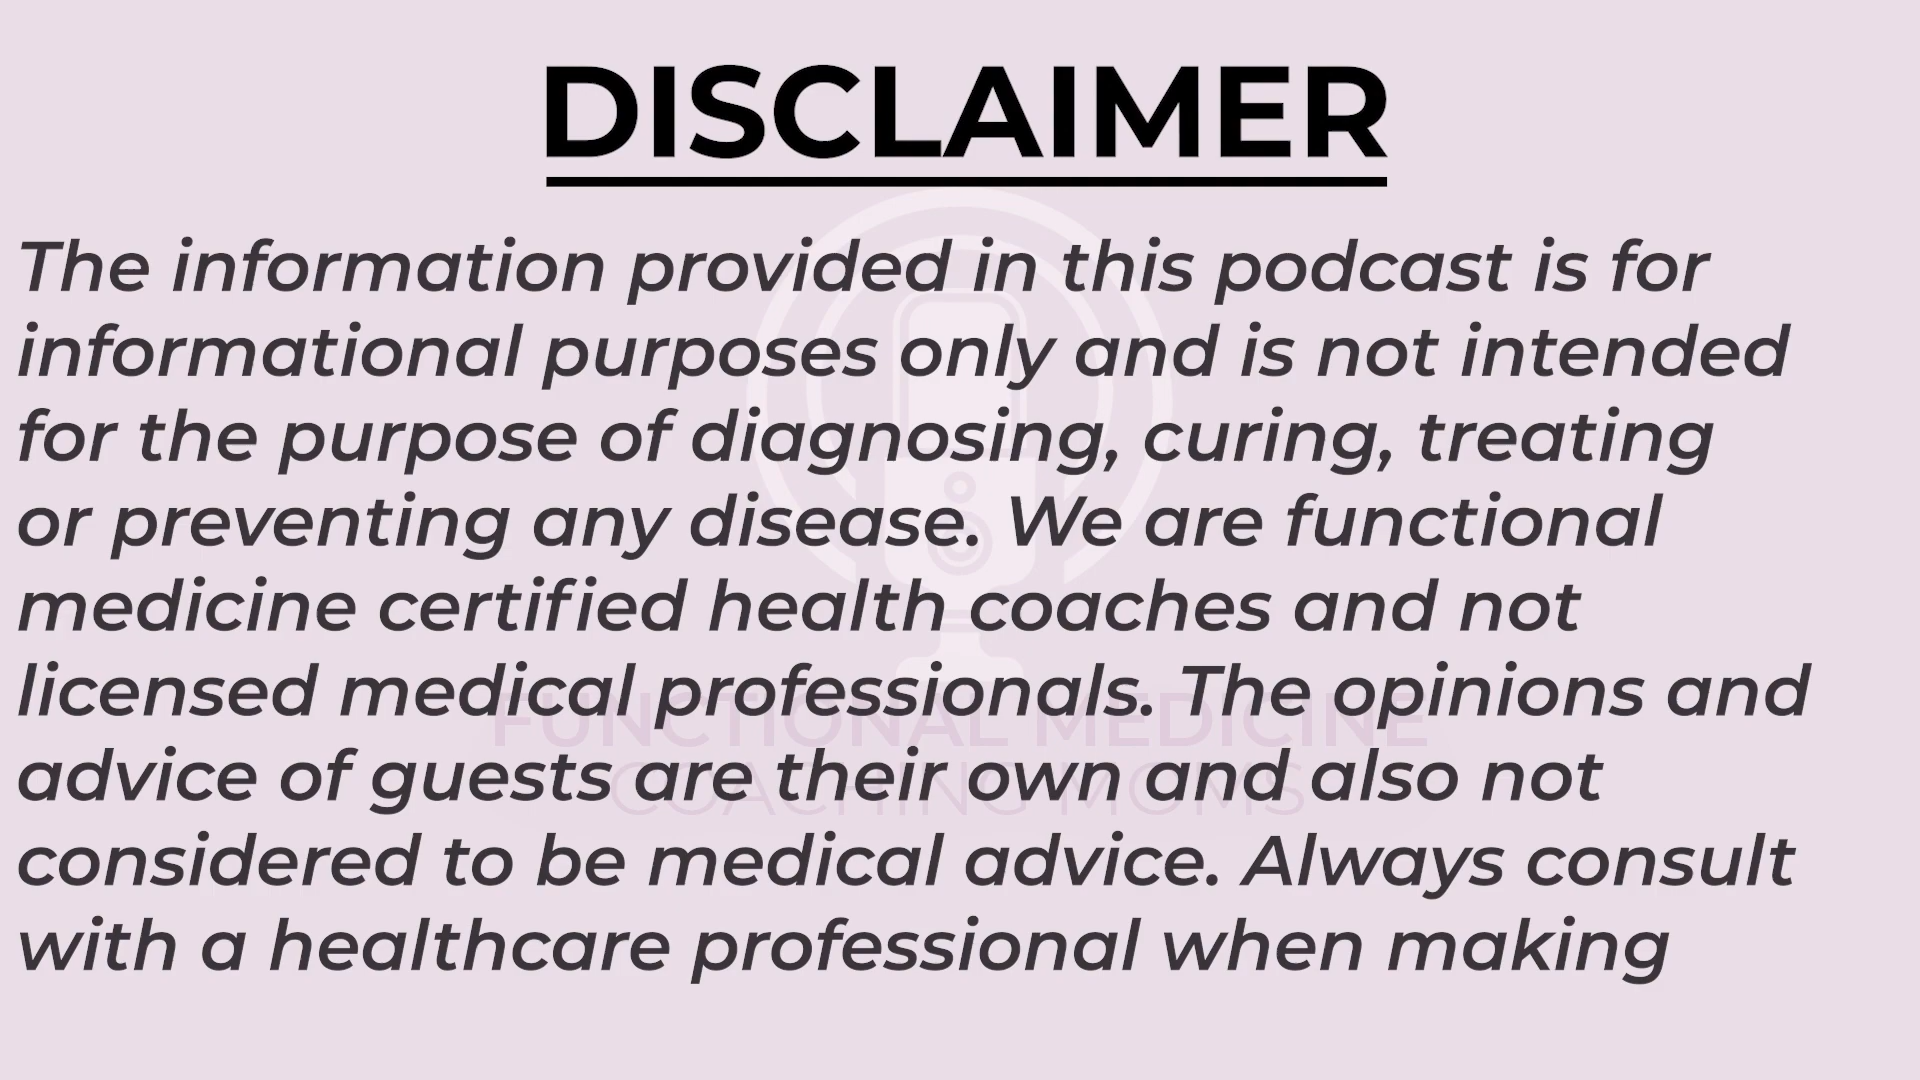 DISCLAIMER
The information provided in this podcast is for
informational purposes only and is not intended
for the purpose of diagnosing, curing, treating
or preventing any disease. We are functional
medicine certified health coaches and not
licensed medical professionals. The opinions and
FUNCTIONAL MEDICINE
advice of guests are their own and also not
COACHING MOMS
considered to be medical advice. Always consult
with a healthcare professional when making